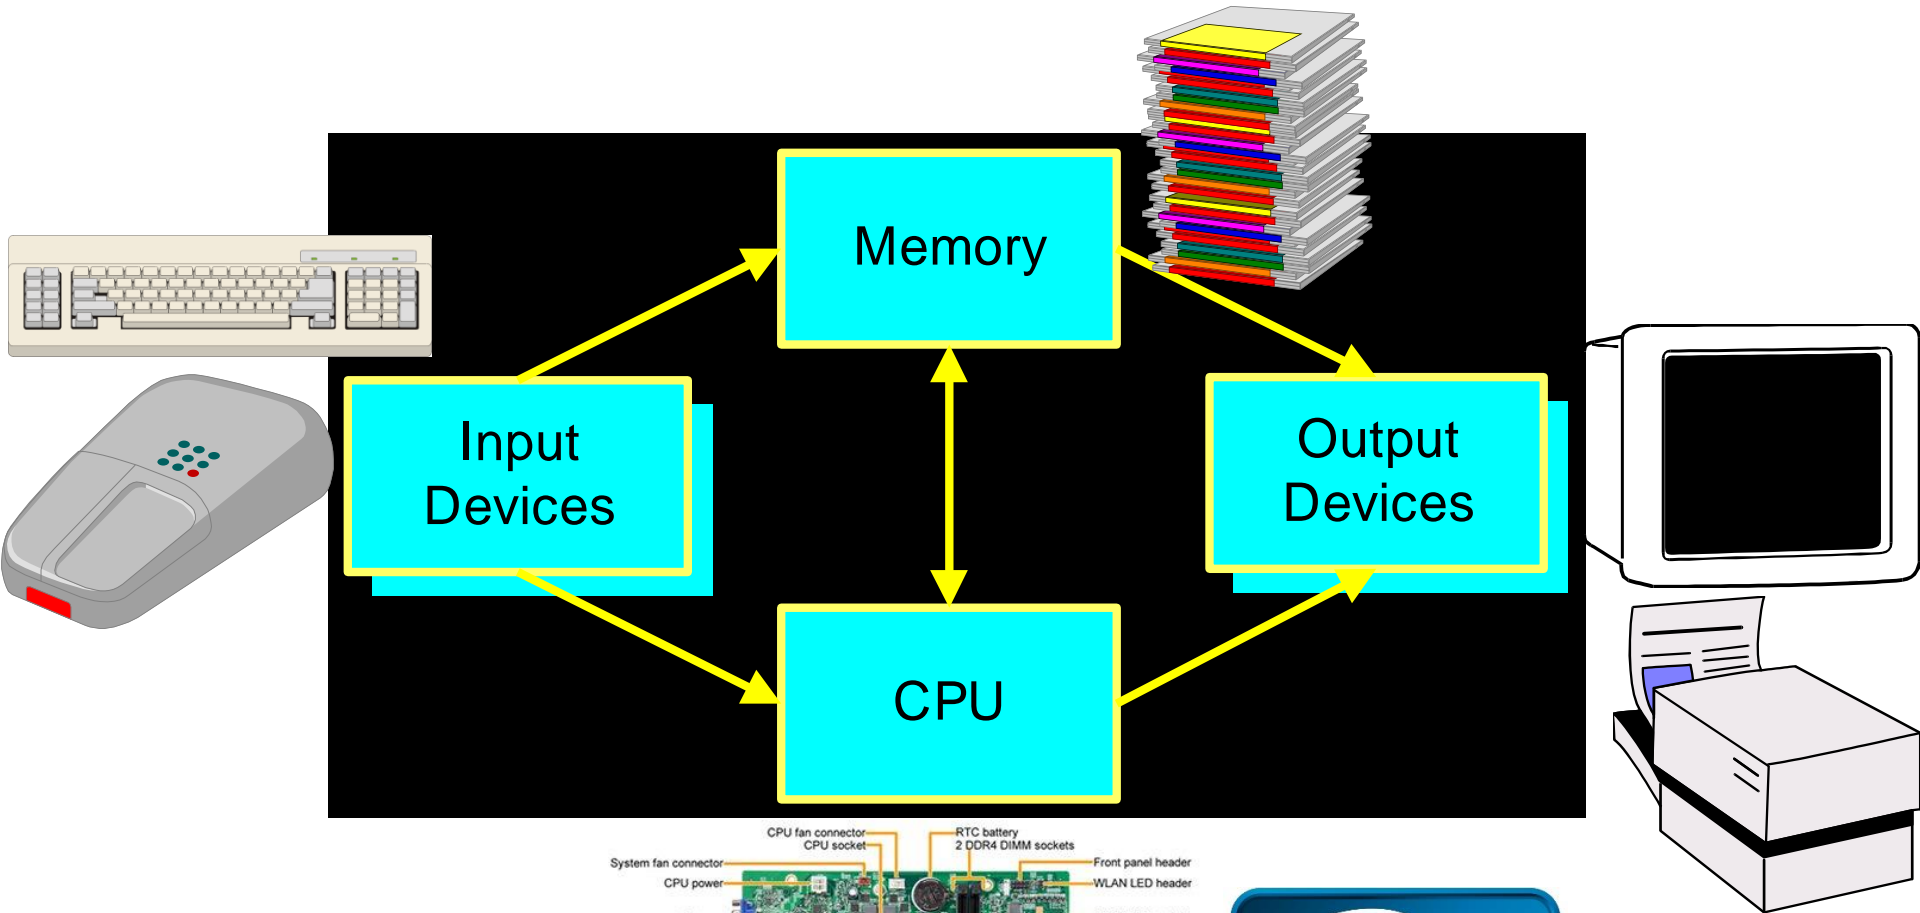 Memory
Input
Devices
Output
Devices
CPU
CPU fan connector
RTC battery
CPU socket
2 DDR4 DIMM sockets
System fan connector
Front panel header
CPU power
WLAN LED header